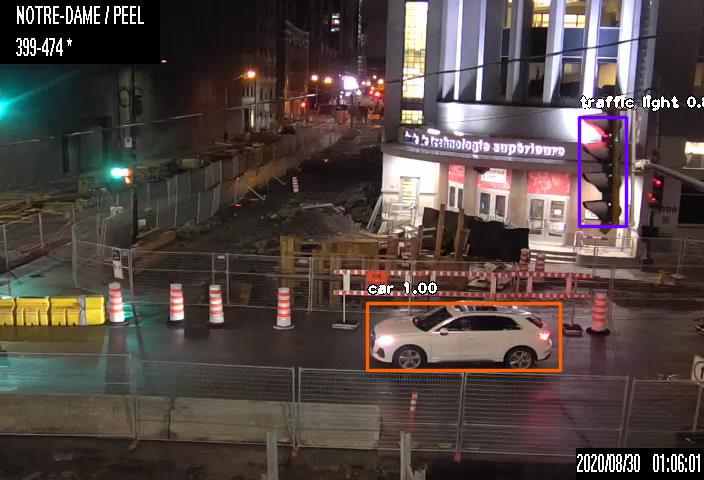 NOTRE-DAME / PEEL
399-474 *
traffic light 0.8
technologie supérieure
car 1.00
2020/08/30 01:06:01